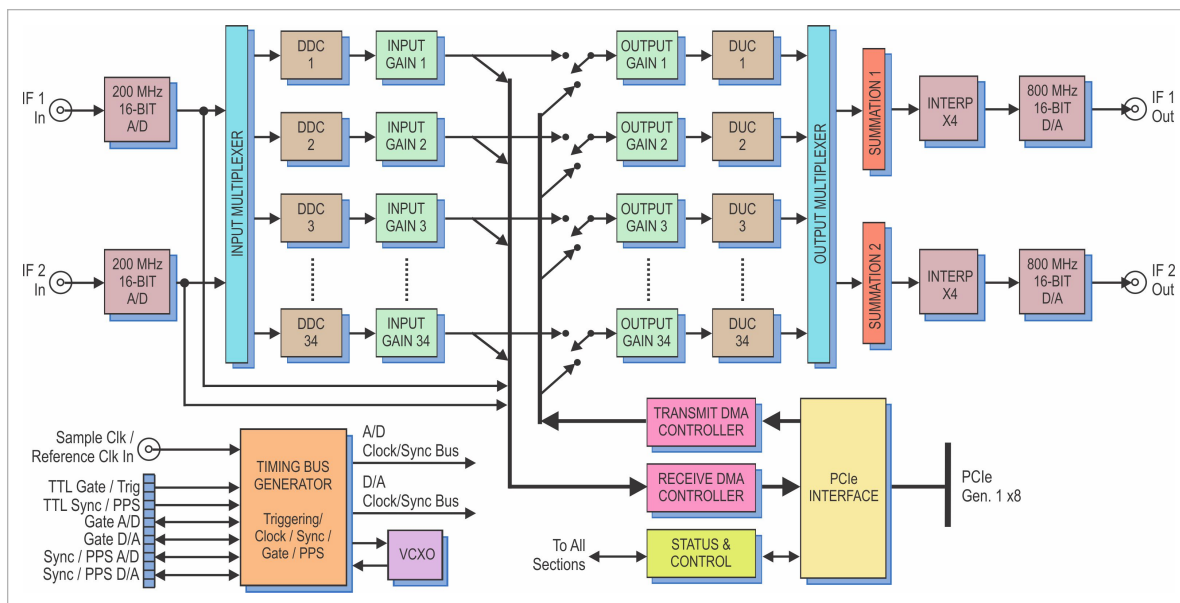 IF 1
In
200 MHz
16-BIT
A/D
IF 2
In
200 MHz
16-BIT
A/D
INPUT MULTIPLEXER
DDC
1
INPUT
GAIN 1
DDC
2
INPUT
GAIN 2
DDC
3
INPUT
GAIN 3
DDC
34
INPUT
GAIN 34
OUTPUT
GAIN 1
DUC
1
OUTPUT
GAIN 2
DUC
2
OUTPUT
GAIN 3
DUC
3
OUTPUT
GAIN 34
DUC
34
OUTPUT MULTIPLEXER
SUMMATION 1
INTERP
X4
800 MHz
16-BIT
D/A
IF 1
Out
SUMMATION 2
INTERP
X4
800 MHz
16-BIT
D/A
IF 2
Out
TRANSMIT DMA
CONTROLLER
RECEIVE DMA
CONTROLLER
STATUS &
CONTROL
To All
Sections
PCIe
INTERFACE
PCIe
Gen. 1 x8
Sample Clk /
Reference Clk In
TTL Gate / Trig
TTL Sync / PPS
Gate A/D
Gate D/A
Sync / PPS A/D
Sync / PPS D/A
TIMING BUS
GENERATOR
Triggering/
Clock / Sync /
Gate / PPS
A/D
Clock/Sync Bus
D/A
Clock/Sync Bus
VCXO